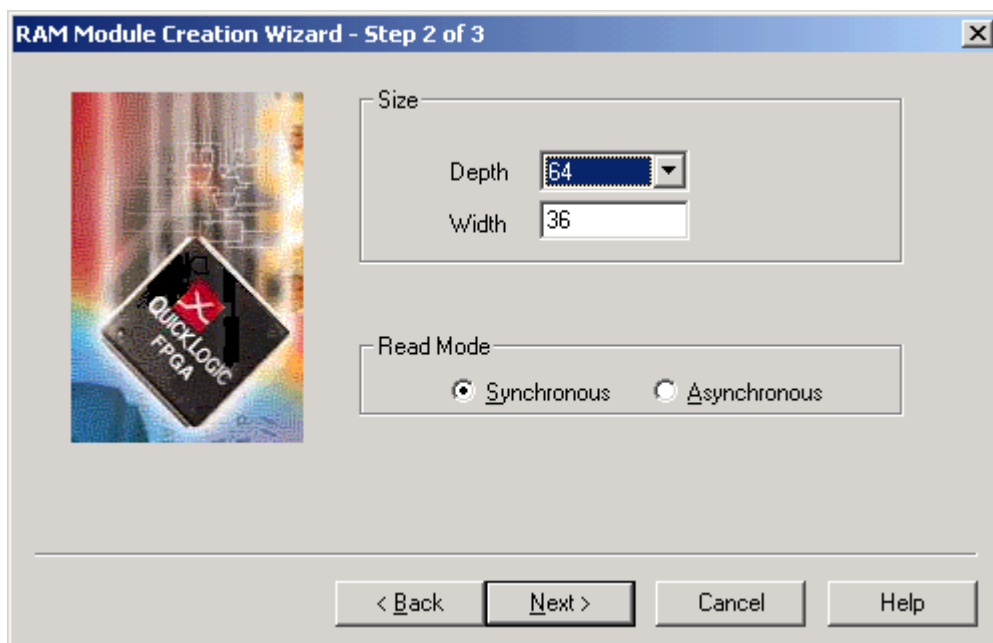 RAM Module Creation Wizard - Step 2 of 3
QUICKLOGIC
FPGA
Size
Depth 64
Width 36
Read Mode
Synchronous Asynchronous
< Back Next > Cancel Help